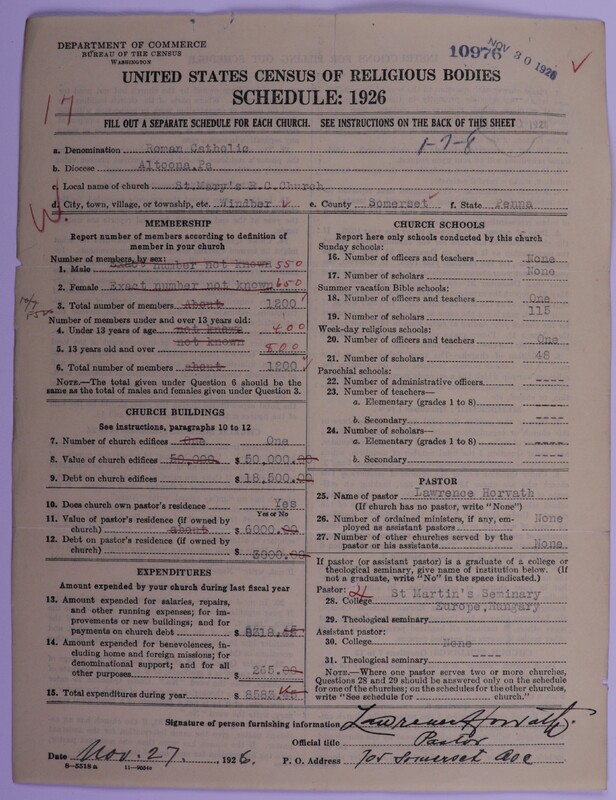 DEPARTMENT OF COMMERCE
BUREAU OF THE CENSUS
WASHINGTON
10976
NOV 30 1926
UNITED STATES CENSUS OF RELIGIOUS BODIES
SCHEDULE: 1926
17
FILL OUT A SEPARATE SCHEDULE FOR EACH CHURCH. SEE INSTRUCTIONS ON THE BACK OF THIS SHEET
1-7-8
a. Denomination Roman Catholic
b. Diocese Altoona, Pa
c. Local name of church St. Mary's R.C. Church
d. City, town, village, or township, etc. Windber e. County Somerset f. State Penna
MEMBERSHIP
Report number of members according to definition of member in your church
Number of members, by sex:
1. Male Exact number not known 550
2. Female Exact number not known 650
3. Total number of members About 1200
Number of members under and over 13 years old:
4. Under 13 years of age not known 400
not known
5. 13 years old and over 800
6. Total number of members about 1200
NOTE.—The total given under Question 6 should be the same as the total of males and females given under Question 3.
CHURCH BUILDINGS
See instructions, paragraphs 10 to 12
7. Number of church edifices One One
8. Value of church edifices 50,000. $ 50,000.00
9. Debt on church edifices $ 18,500.00
10. Does church own pastor's residence? Yes
Yes or No
11. Value of pastor's residence (if owned by church) about $ 6000.00
12. Debt on pastor's residence (if owned by church) $ 3000.00
EXPENDITURES
Amount expended by your church during last fiscal year
13. Amount expended for salaries, repairs, and other running expenses; for improvements or new buildings; and for payments on church debt $ 8318.
14. Amount expended for benevolences, including home and foreign missions; for denominational support; and for all other purposes $ 265.00
15. Total expenditures during year $ 8583.
CHURCH SCHOOLS
Report here only schools conducted by this church
Sunday schools:
16. Number of officers and teachers None
17. Number of scholars None
Summer vacation Bible schools:
18. Number of officers and teachers One
19. Number of scholars 115
Week-day religious schools:
20. Number of officers and teachers One
21. Number of scholars 48
Parochial schools:
22. Number of administrative officers ----
23. Number of teachers—
a. Elementary (grades 1 to 8) ----
b. Secondary ----
24. Number of scholars—
a. Elementary (grades 1 to 8) ----
b. Secondary ----
PASTOR
25. Name of pastor Lawrence Horvath
(If church has no pastor, write "None")
26. Number of ordained ministers, if any, employed as assistant pastors None
27. Number of other churches served by the pastor or his assistants None
If pastor (or assistant pastor) is a graduate of a college or theological seminary, give name of institution below. (If not a graduate, write "No" in the space indicated.)
Pastor:
28. College St Martin's Seminary
Europe, Hungary
29. Theological seminary
Assistant pastor:
30. College None
31. Theological seminary ----
NOTE.—Where one pastor serves two or more churches, Questions 28 and 29 should be answered only on the schedule for one of the churches; on the schedules for the other churches, write "See schedule for church."
Signature of person furnishing information Lawrence Horvath
Official title Pastor
Date Nov. 27, 1926. P. O. Address 707 Somerset Ave
8-5518 a